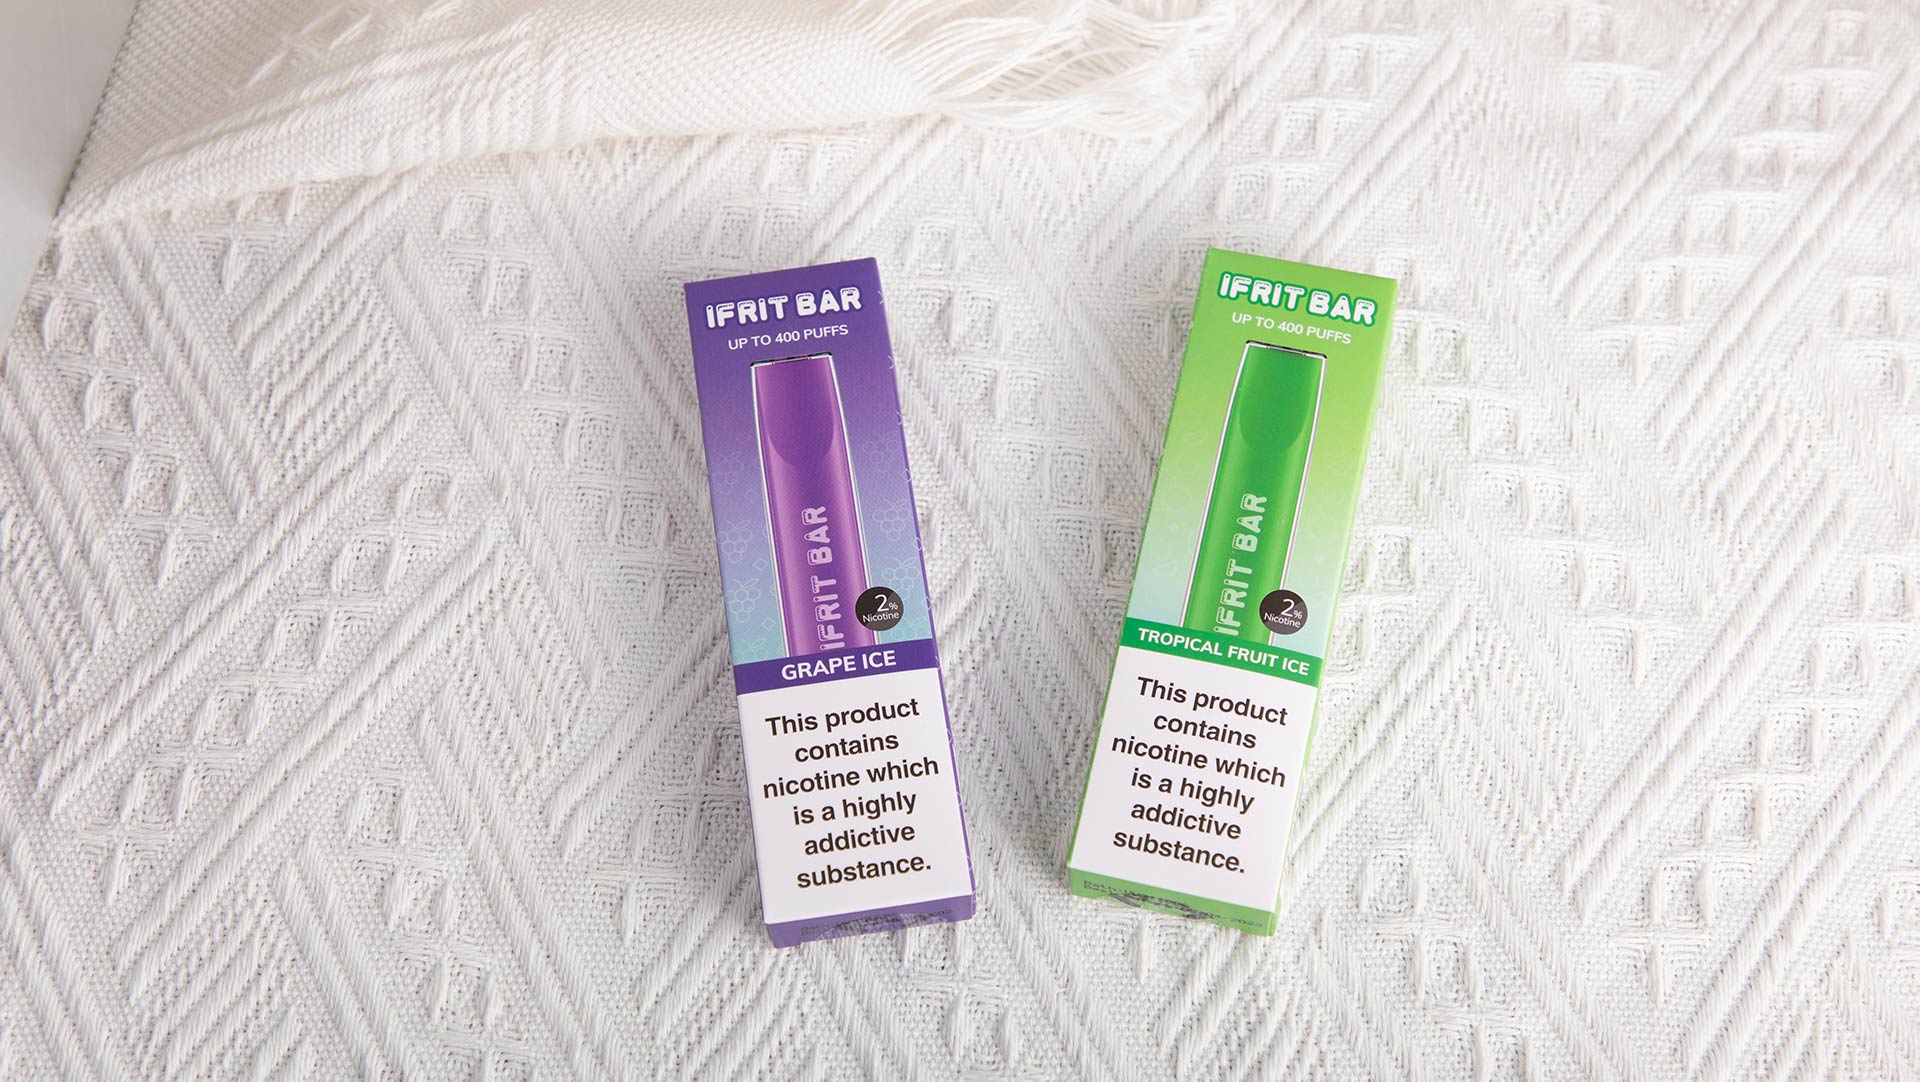 IFRIT BAR
UP TO 400 PUFFS
IFRIT BAR
2%
Nicotine
GRAPE ICE
This product
contains
nicotine which
is a highly
addictive
substance.
IFRIT BAR
UP TO 400 PUFFS
IFRIT BAR
2%
Nicotine
TROPICAL FRUIT ICE
This product
contains
nicotine which
is a highly
addictive
substance.